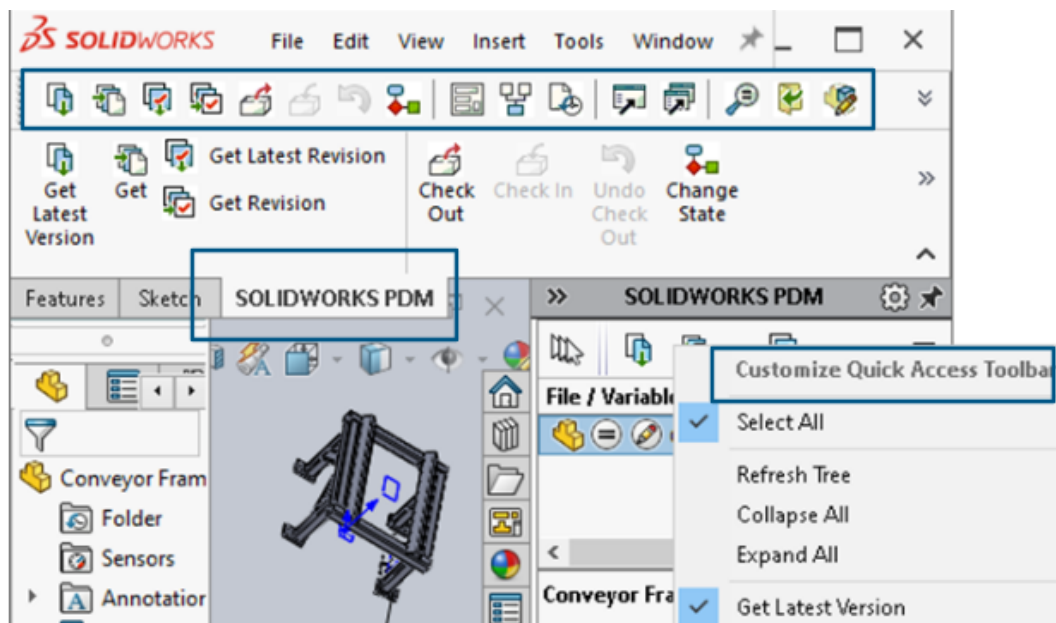 SOLIDWORKS File Edit View Insert Tools Window
Get Latest Version
Get
Get Latest Revision
Get Revision
Check Out
Check In
Undo Check Out
Change State
Features Sketch SOLIDWORKS PDM
SOLIDWORKS PDM
Customize Quick Access Toolbar
File / Variabl
Select All
Refresh Tree
Collapse All
Expand All
Conveyor Fra
Get Latest Version
Conveyor Fram
Folder
Sensors
Annotation